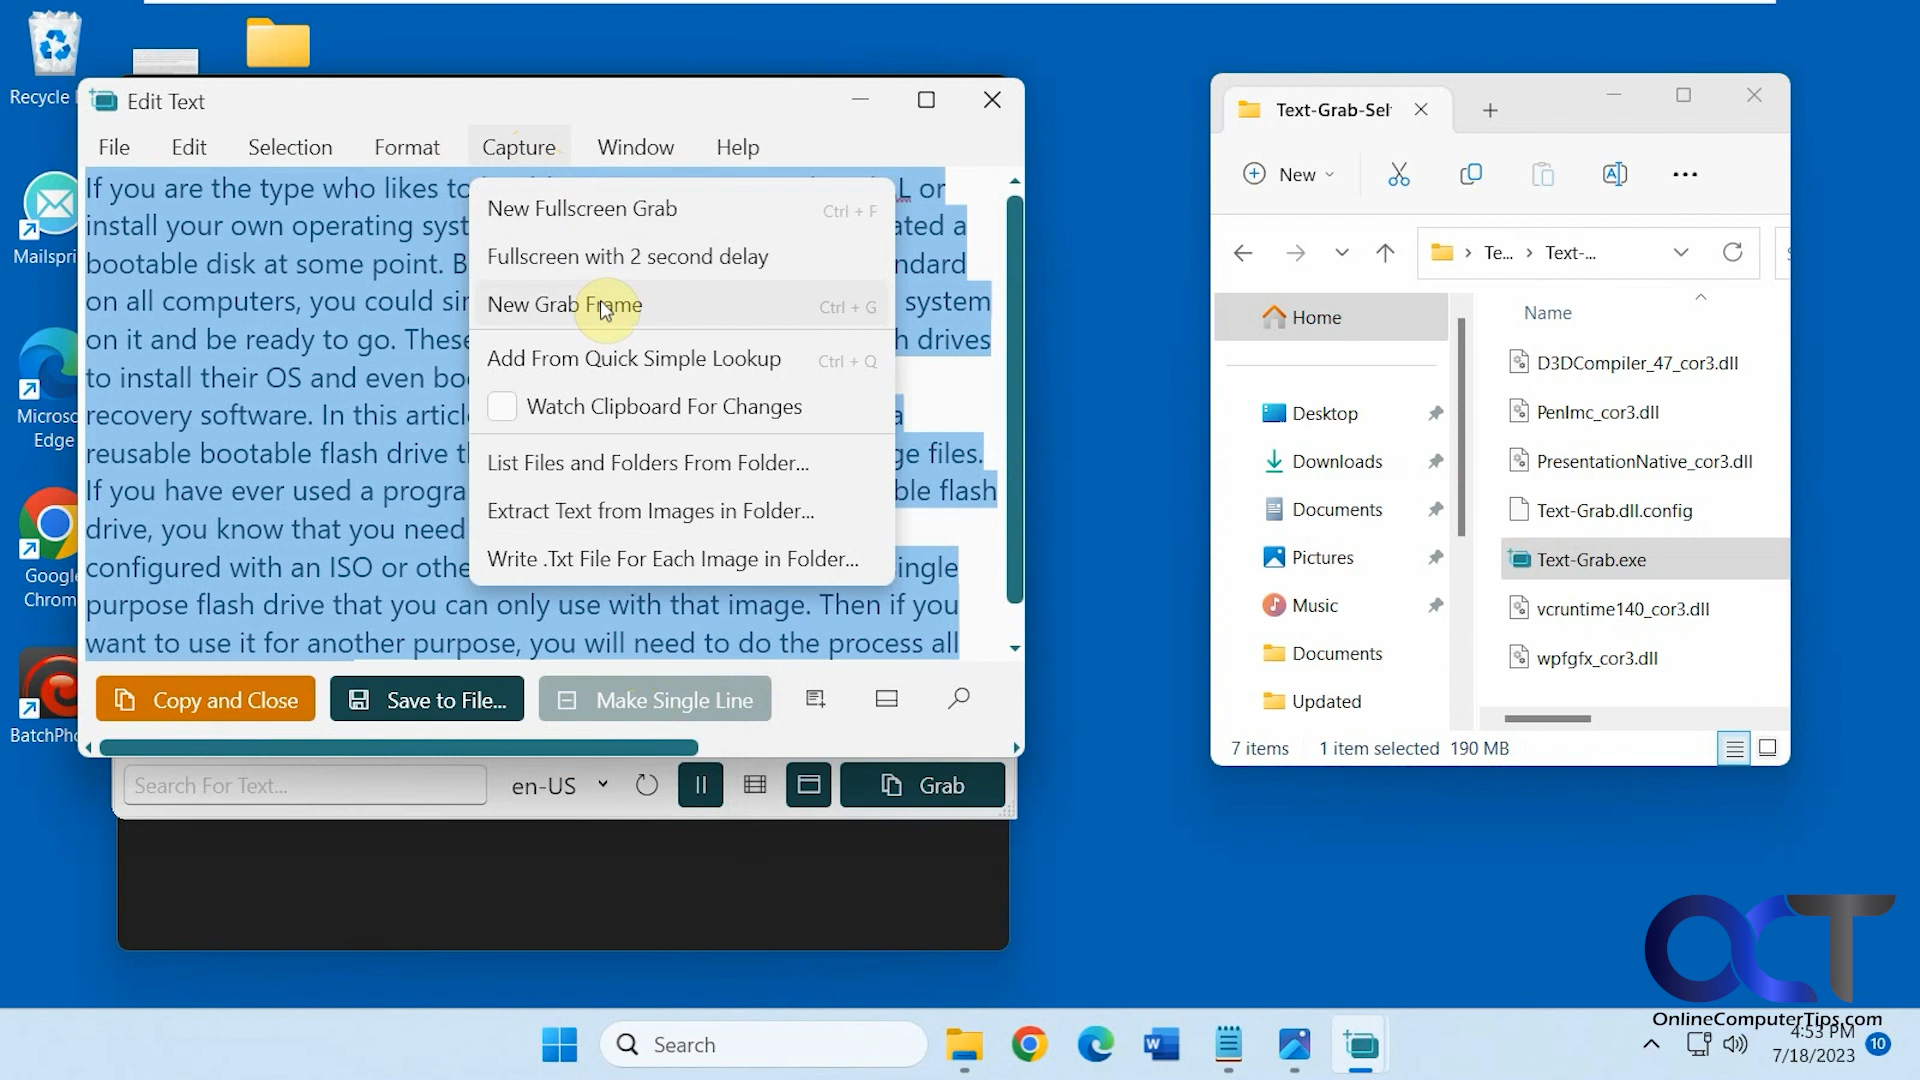 Recycle
Mailspri
Microso
Edge
Google
Chrom
BatchPho
Edit Text
File Edit Selection Format Capture Window Help
If you are the type who likes to L or
install your own operating syst ated a
bootable disk at some point. B ndard
on all computers, you could sir system
on it and be ready to go. These h drives
to install their OS and even boo
recovery software. In this article a
reusable bootable flash drive th ge files.
If you have ever used a progra ble flash
drive, you know that you need
configured with an ISO or othe ingle
purpose flash drive that you can only use with that image. Then if you
want to use it for another purpose, you will need to do the process all
New Fullscreen Grab Ctrl + F
Fullscreen with 2 second delay
New Grab Frame Ctrl + G
Add From Quick Simple Lookup Ctrl + Q
Watch Clipboard For Changes
List Files and Folders From Folder...
Extract Text from Images in Folder...
Write .Txt File For Each Image in Folder...
Copy and Close Save to File... Make Single Line
Search For Text... en-US Grab
Text-Grab-Sel
New
Te... Text-...
Home
Desktop
Downloads
Documents
Pictures
Music
Documents
Updated
Name
D3DCompiler_47_cor3.dll
PenImc_cor3.dll
PresentationNative_cor3.dll
Text-Grab.dll.config
Text-Grab.exe
vcruntime140_cor3.dll
wpfgfx_cor3.dll
7 items 1 item selected 190 MB
OCT
OnlineComputerTips.com
Search
4:53 PM
7/18/2023
10